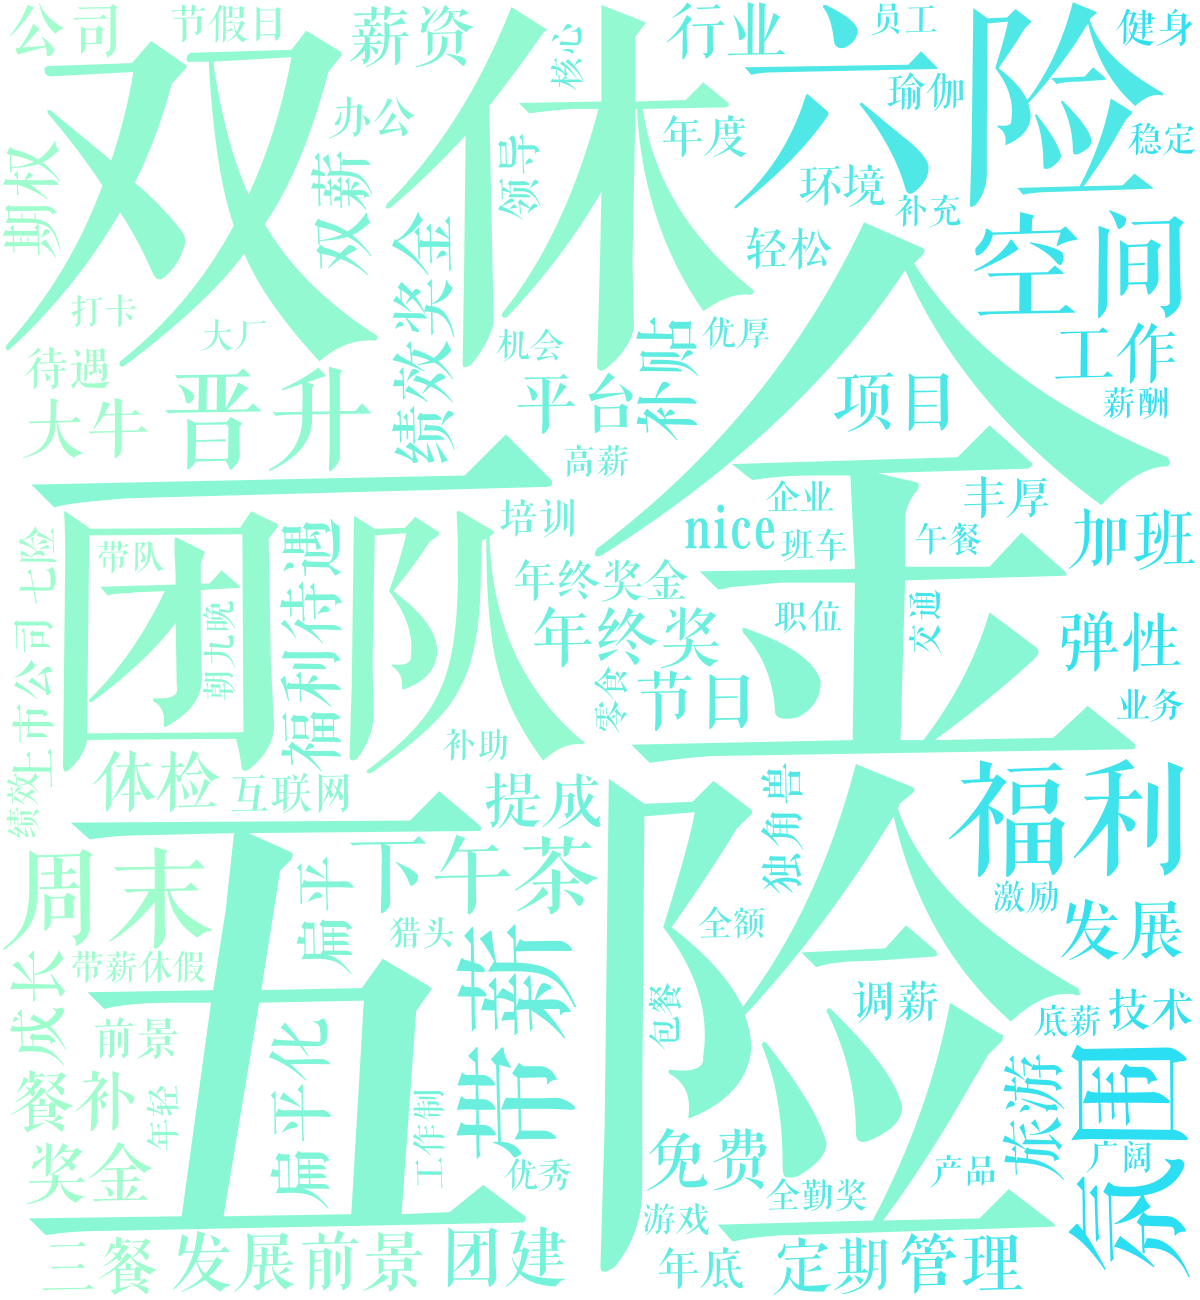 公司
节假日
薪资
核心
行业
员工
健身
双休
六险
办公
年度
瑜伽
稳定
期权
双薪
领导
环境
补充
绩效奖金
轻松
空间
金
打卡
大厂
机会
补贴
优厚
工作
待遇
晋升
平台
项目
薪酬
大牛
高薪
团队
企业
丰厚
nice
培训
班车
午餐
加班
七险
带队
福利待遇
年终奖金
朝九晚
年终奖
职位
交通
弹性
上市公司
零食
节日
业务
补助
体检
互联网
提成
独角兽
福利
绩效
五险
周末
扁平
下午茶
激励
猎头
全额
发展
带薪
成长
带薪休假
包餐
调薪
底薪
技术
前景
扁平化
氛围
旅游
餐补
年轻
工作制
免费
广阔
奖金
优秀
全勤奖
产品
游戏
三餐
发展前景
团建
年底
定期
管理